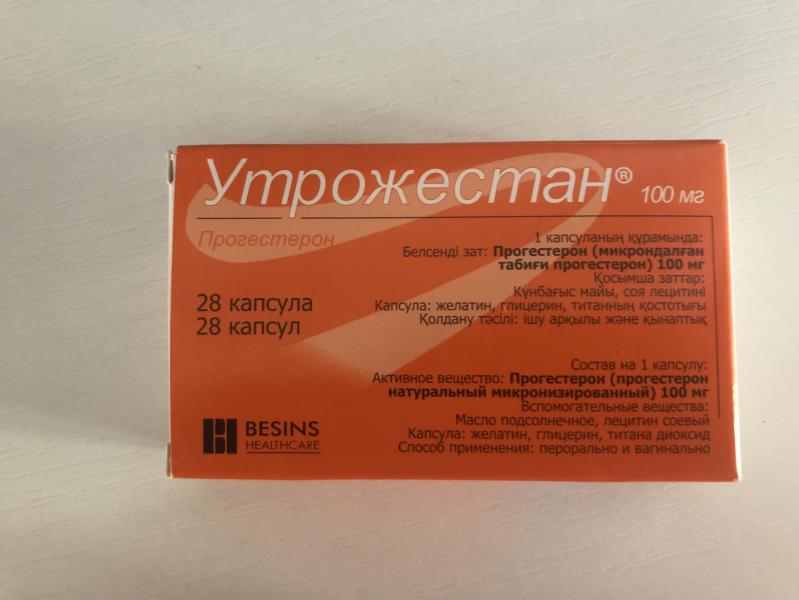 Утрожестан® 100 мг
Прогестерон
1 капсуланың құрамында:
Белсенді зат: Прогестерон (микрондалған
табиғи прогестерон) 100 мг
Қосымша заттар:
Күнбағыс майы, соя лецитині
Капсула: желатин, глицерин, титанның қостотығы
Қолдану тәсілі: ішу арқылы және қынаптық
28 капсула
28 капсул
Состав на 1 капсулу:
Активное вещество: Прогестерон (прогестерон
натуральный микронизированный) 100 мг
Вспомогательные вещества:
Масло подсолнечное, лецитин соевый
Капсула: желатин, глицерин, титана диоксид
Способ применения: перорально и вагинально
BESINS
HEALTHCARE